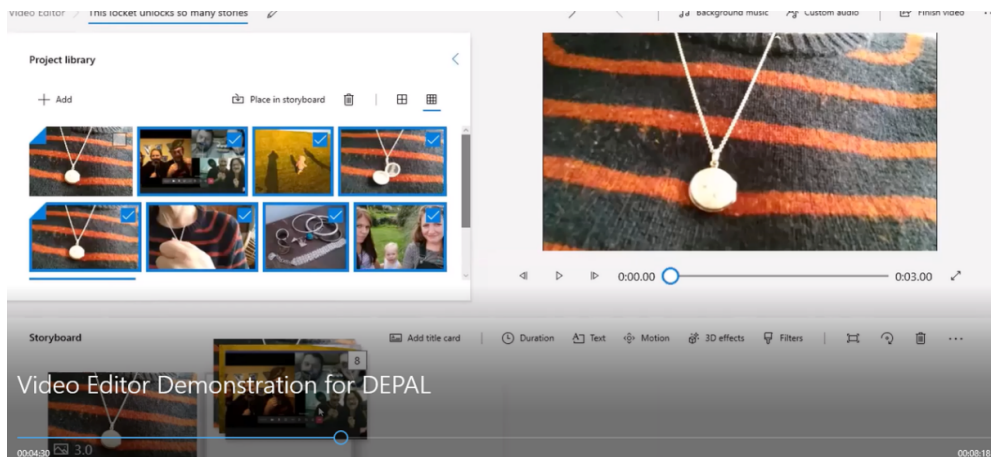 Video Editor / This locket unlocks so many stories
Background music Custom audio Finish video
Project library
+ Add Place in storyboard
0:00.00 0:03.00
Storyboard Add title card Duration Text Motion 3D effects Filters ...
8
Video Editor Demonstration for DEPAL
3.0
00:04:30 00:08:18